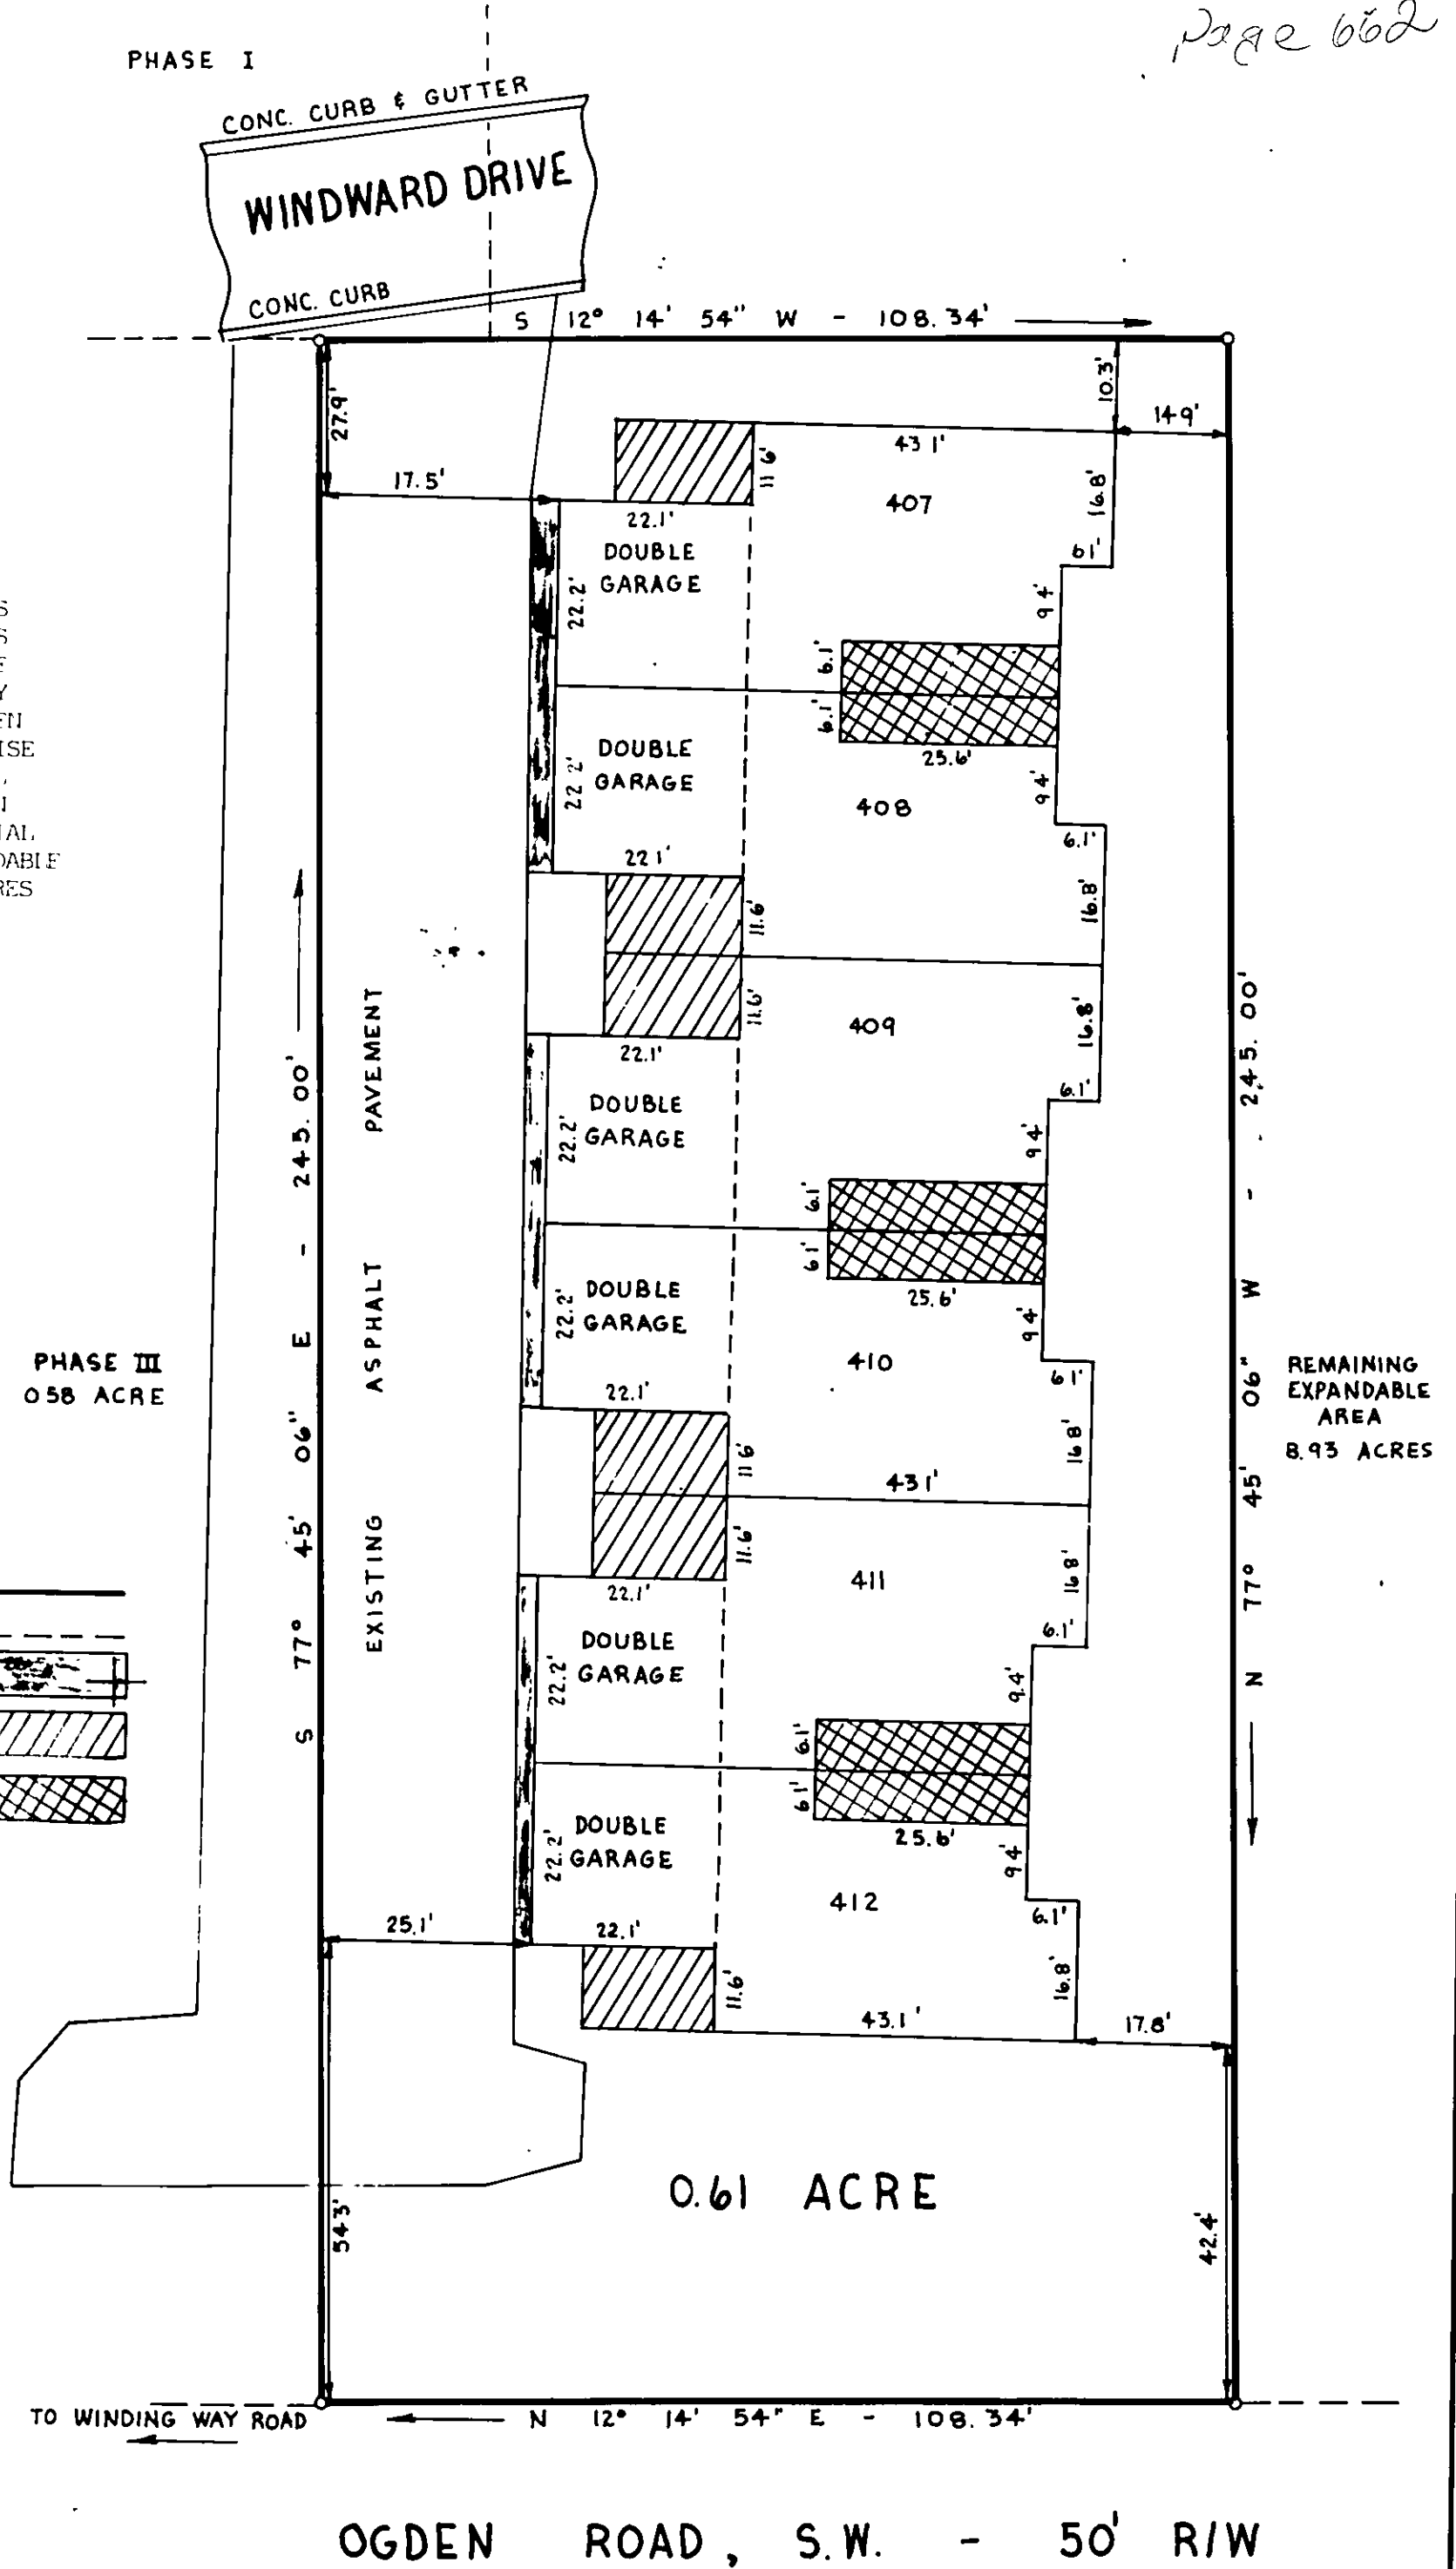 page 662
PHASE I
CONC. CURB & GUTTER
WINDWARD DRIVE
CONC. CURB
S 12° 14' 54" W - 108.34'
27.9'
10.3'
14.9'
17.5'
43.1'
11.6'
407
16.8'
22.1'
DOUBLE
GARAGE
22.2'
6.1'
9.4'
6.1'
6.1'
25.6'
DOUBLE
GARAGE
22.2'
408
9.4'
6.1'
22.1'
16.8'
11.6'
11.6'
409
16.8'
22.1'
6.1'
DOUBLE
GARAGE
22.2'
9.4'
6.1'
6.1'
25.6'
DOUBLE
GARAGE
22.2'
9.4'
410
6.1'
22.1'
11.6'
16.8'
43.1'
11.6'
411
16.8'
22.1'
6.1'
DOUBLE
GARAGE
22.2'
9.4'
6.1'
6.1'
25.6'
DOUBLE
GARAGE
22.2'
9.4'
412
6.1'
25.1'
22.1'
11.6'
16.8'
43.1'
17.8'
S 77° 45' 06" E - 245.00'
EXISTING ASPHALT PAVEMENT
N 77° 45' 06" W - 245.00'
PHASE III
0.58 ACRE
REMAINING
EXPANDABLE
AREA
8.93 ACRES
0.61 ACRE
54.3'
42.4'
TO WINDING WAY ROAD
N 12° 14' 54" E - 108.34'
OGDEN ROAD, S.W. - 50' R/W